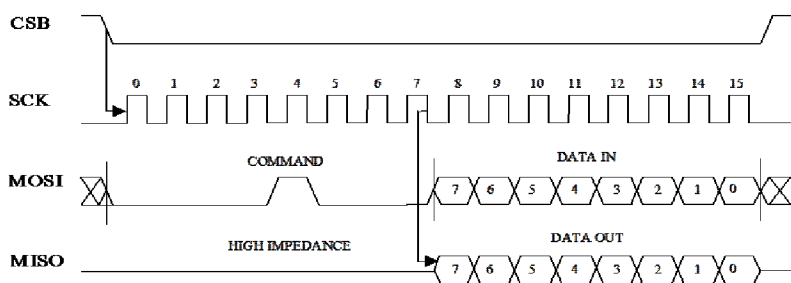 CSB
0 1 2 3 4 5 6 7 8 9 10 11 12 13 14 15
SCK
COMMAND DATA IN
MOSI 7 6 5 4 3 2 1 0
HIGH IMPEDANCE DATA OUT
MISO 7 6 5 4 3 2 1 0